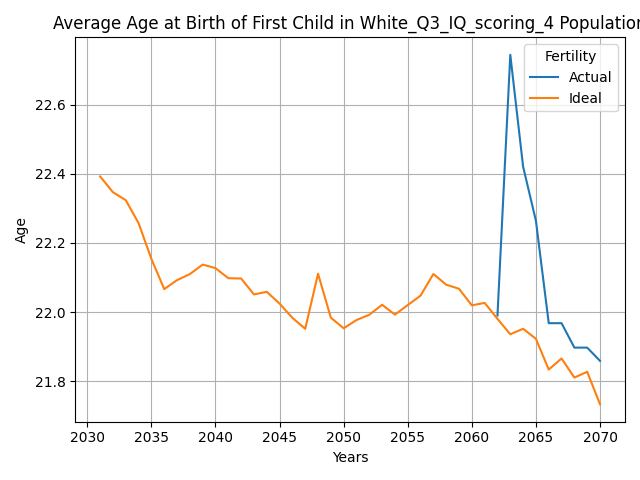 Average Age at Birth of First Child in White_Q3_IQ_scoring_4 Population
Fertility
Actual
Ideal
22.6
22.4
22.2
22.0
21.8
Age
2030 2035 2040 2045 2050 2055 2060 2065 2070
Years